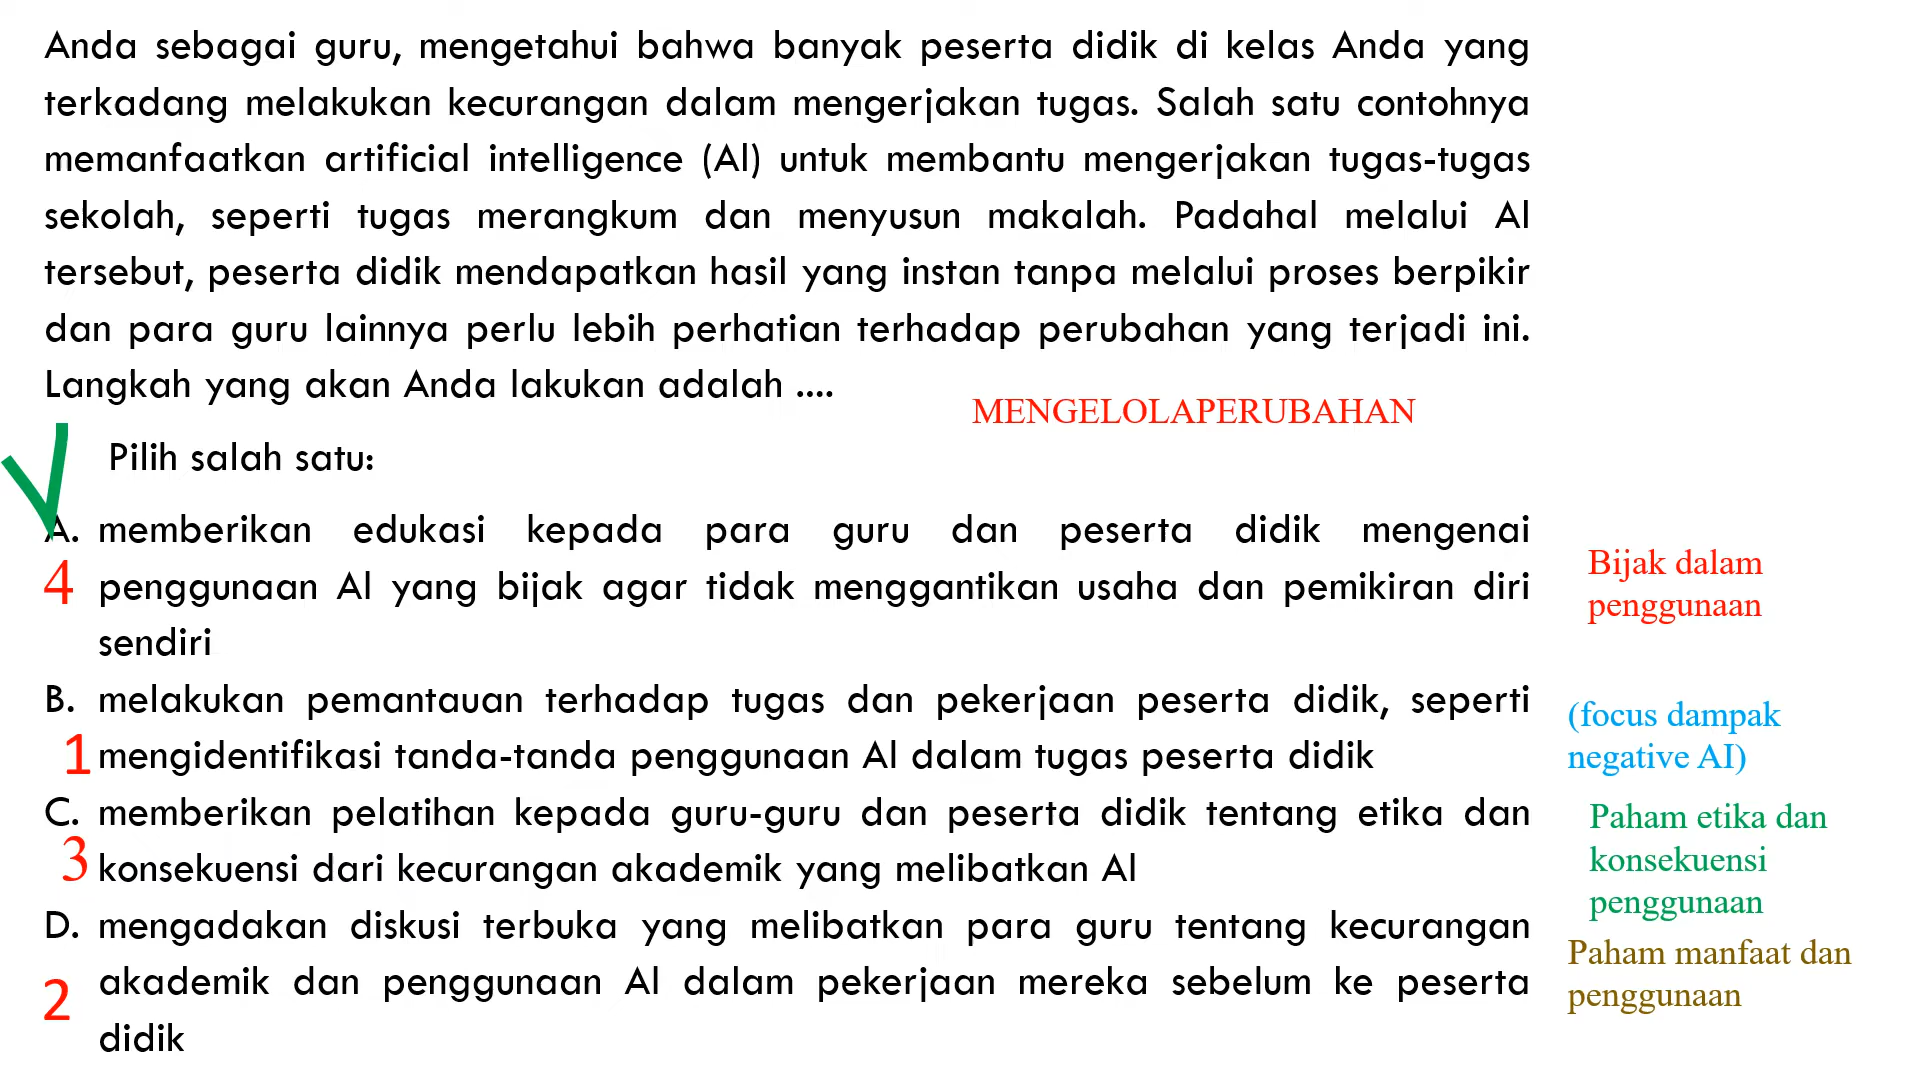 Anda sebagai guru, mengetahui bahwa banyak peserta didik di kelas Anda yang
terkadang melakukan kecurangan dalam mengerjakan tugas. Salah satu contohnya
memanfaatkan artificial intelligence (Al) untuk membantu mengerjakan tugas-tugas
sekolah, seperti tugas merangkum dan menyusun makalah. Padahal melalui Al
tersebut, peserta didik mendapatkan hasil yang instan tanpa melalui proses berpikir
dan para guru lainnya perlu lebih perhatian terhadap perubahan yang terjadi ini.
Langkah yang akan Anda lakukan adalah ....
MENGELOLAPERUBAHAN
Pilih salah satu:
A. memberikan edukasi kepada para guru dan peserta didik mengenai
4 penggunaan Al yang bijak agar tidak menggantikan usaha dan pemikiran diri
sendiri
Bijak dalam
penggunaan
B. melakukan pemantauan terhadap tugas dan pekerjaan peserta didik, seperti
1 mengidentifikasi tanda-tanda penggunaan Al dalam tugas peserta didik
(focus dampak
negative AI)
C. memberikan pelatihan kepada guru-guru dan peserta didik tentang etika dan
3 konsekuensi dari kecurangan akademik yang melibatkan Al
Paham etika dan
konsekuensi
penggunaan
D. mengadakan diskusi terbuka yang melibatkan para guru tentang kecurangan
2 akademik dan penggunaan Al dalam pekerjaan mereka sebelum ke peserta
didik
Paham manfaat dan
penggunaan